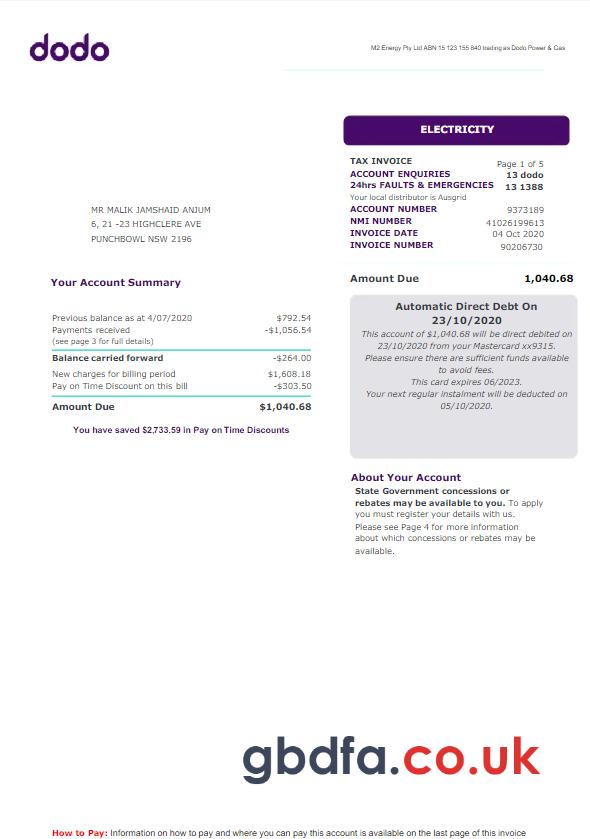 dodo
M2 Energy Pty Ltd ABN 15 123 155 840 trading as Dodo Power & Gas
ELECTRICITY
TAX INVOICE Page 1 of 5
ACCOUNT ENQUIRIES 13 dodo
24hrs FAULTS & EMERGENCIES 13 1388
Your local distributor is Ausgrid
ACCOUNT NUMBER 9373189
NMI NUMBER 41026199613
INVOICE DATE 04 Oct 2020
INVOICE NUMBER 90206730
MR MALIK JAMSHAID ANJUM
6, 21 -23 HIGHCLERE AVE
PUNCHBOWL NSW 2196
Your Account Summary
Previous balance as at 4/07/2020 $792.54
Payments received -$1,056.54
(see page 3 for full details)
Balance carried forward -$264.00
New charges for billing period $1,608.18
Pay on Time Discount on this bill -$303.50
Amount Due $1,040.68
You have saved $2,733.59 in Pay on Time Discounts
Amount Due 1,040.68
Automatic Direct Debt On
23/10/2020
This account of $1,040.68 will be direct debited on
23/10/2020 from your Mastercard xx9315.
Please ensure there are sufficient funds available
to avoid fees.
This card expires 06/2023.
Your next regular instalment will be deducted on
05/10/2020.
About Your Account
State Government concessions or
rebates may be available to you. To apply
you must register your details with us.
Please see Page 4 for more information
about which concessions or rebates may be
available.
gbdfa.co.uk
How to Pay: Information on how to pay and where you can pay this account is available on the last page of this invoice